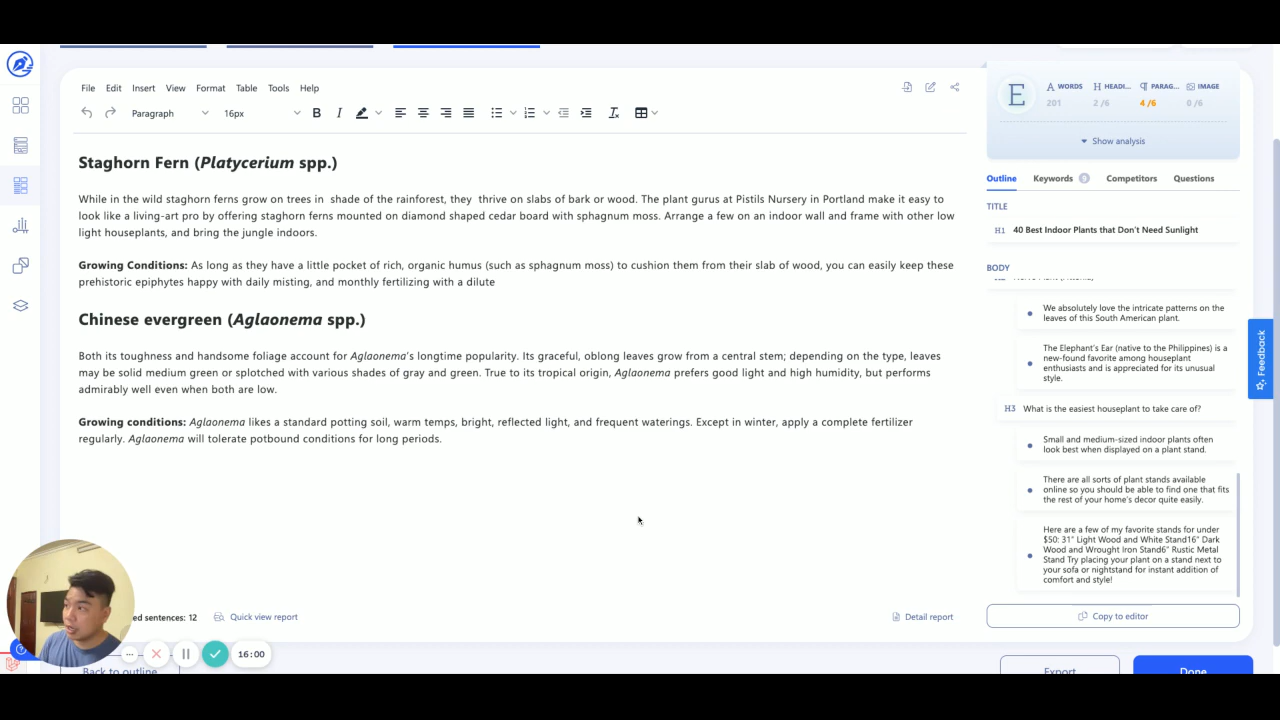 File Edit Insert View Format Table Tools Help
Paragraph 16px B I
Staghorn Fern (Platycerium spp.)
While in the wild staghorn ferns grow on trees in shade of the rainforest, they thrive on slabs of bark or wood. The plant gurus at Pistils Nursery in Portland make it easy to
look like a living-art pro by offering staghorn ferns mounted on diamond shaped cedar board with sphagnum moss. Arrange a few on an indoor wall and frame with other low
light houseplants, and bring the jungle indoors.
Growing Conditions: As long as they have a little pocket of rich, organic humus (such as sphagnum moss) to cushion them from their slab of wood, you can easily keep these
prehistoric epiphytes happy with daily misting, and monthly fertilizing with a dilute
Chinese evergreen (Aglaonema spp.)
Both its toughness and handsome foliage account for Aglaonema's longtime popularity. Its graceful, oblong leaves grow from a central stem; depending on the type, leaves
may be solid medium green or splotched with various shades of gray and green. True to its tropical origin, Aglaonema prefers good light and high humidity, but performs
admirably well even when both are low.
Growing conditions: Aglaonema likes a standard potting soil, warm temps, bright, reflected light, and frequent waterings. Except in winter, apply a complete fertilizer
regularly. Aglaonema will tolerate potbound conditions for long periods.
ed sentences: 12 Quick view report Detail report
16:00
Back to outline
E
WORDS HEADI... PARAG... IMAGE
201 2 /6 4 /6 0 /6
Show analysis
Outline Keywords 9 Competitors Questions
TITLE
H1 40 Best Indoor Plants that Don't Need Sunlight
BODY
We absolutely love the intricate patterns on the
leaves of this South American plant.
The Elephant's Ear (native to the Philippines) is a
new-found favorite among houseplant
enthusiasts and is appreciated for its unusual
style.
H3 What is the easiest houseplant to take care of?
Small and medium-sized indoor plants often
look best when displayed on a plant stand.
There are all sorts of plant stands available
online so you should be able to find one that fits
the rest of your home's decor quite easily.
Here are a few of my favorite stands for under
$50: 31" Light Wood and White Stand16" Dark
Wood and Wrought Iron Stand6" Rustic Metal
Stand Try placing your plant on a stand next to
your sofa or nightstand for instant addition of
comfort and style!
Copy to editor
Export Done
Feedback